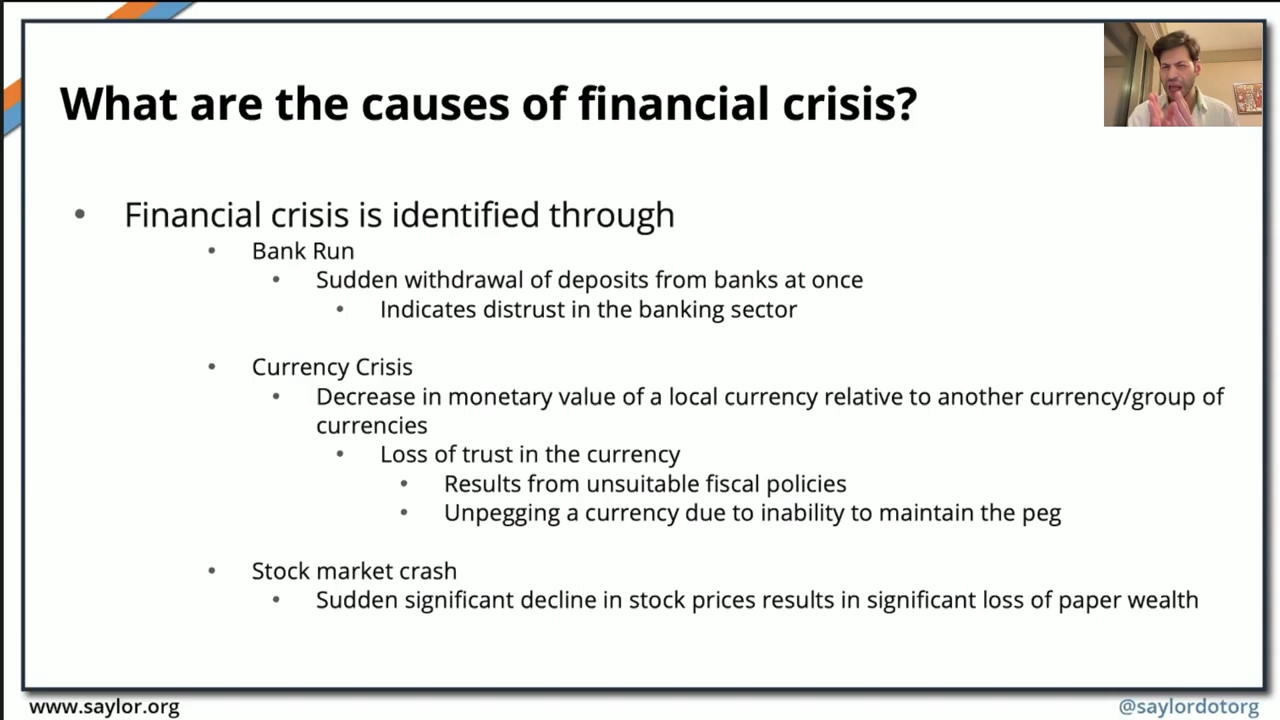 What are the causes of financial crisis?
• Financial crisis is identified through
• Bank Run
• Sudden withdrawal of deposits from banks at once
• Indicates distrust in the banking sector
• Currency Crisis
• Decrease in monetary value of a local currency relative to another currency/group of
currencies
• Loss of trust in the currency
• Results from unsuitable fiscal policies
• Unpegging a currency due to inability to maintain the peg
• Stock market crash
• Sudden significant decline in stock prices results in significant loss of paper wealth
www.saylor.org
@saylordotorg